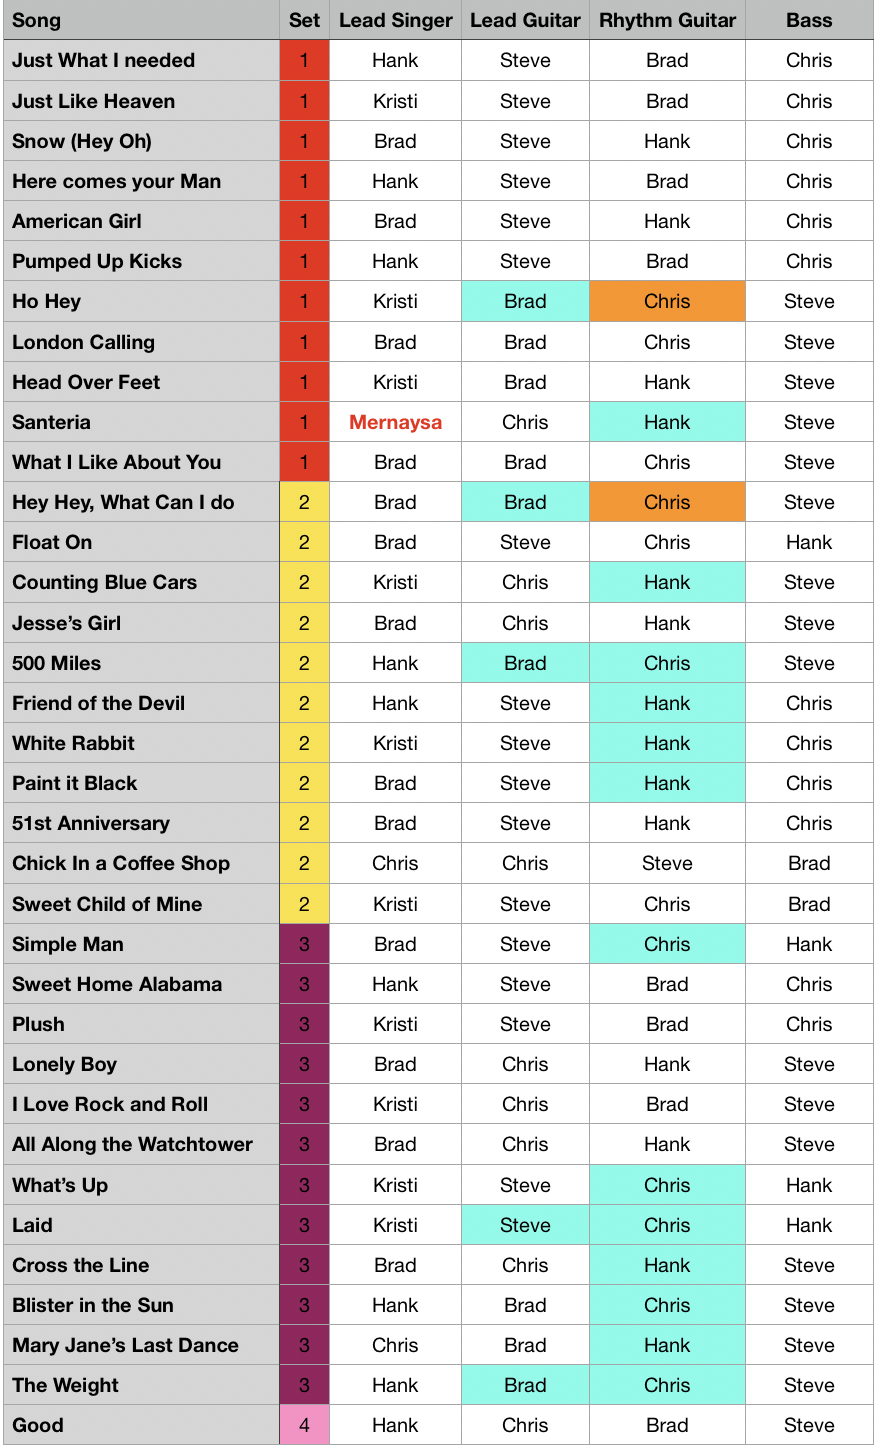 Song Set Lead Singer Lead Guitar Rhythm Guitar Bass
Just What I needed 1 Hank Steve Brad Chris
Just Like Heaven 1 Kristi Steve Brad Chris
Snow (Hey Oh) 1 Brad Steve Hank Chris
Here comes your Man 1 Hank Steve Brad Chris
American Girl 1 Brad Steve Hank Chris
Pumped Up Kicks 1 Hank Steve Brad Chris
Ho Hey 1 Kristi Brad Chris Steve
London Calling 1 Brad Brad Chris Steve
Head Over Feet 1 Kristi Brad Hank Steve
Santeria 1 Mernaysa Chris Hank Steve
What I Like About You 1 Brad Brad Chris Steve
Hey Hey, What Can I do 2 Brad Brad Chris Steve
Float On 2 Brad Steve Chris Hank
Counting Blue Cars 2 Kristi Chris Hank Steve
Jesse’s Girl 2 Brad Chris Hank Steve
500 Miles 2 Hank Brad Chris Steve
Friend of the Devil 2 Hank Steve Hank Chris
White Rabbit 2 Kristi Steve Hank Chris
Paint it Black 2 Brad Steve Hank Chris
51st Anniversary 2 Brad Steve Hank Chris
Chick In a Coffee Shop 2 Chris Chris Steve Brad
Sweet Child of Mine 2 Kristi Steve Chris Brad
Simple Man 3 Brad Steve Chris Hank
Sweet Home Alabama 3 Hank Steve Brad Chris
Plush 3 Kristi Steve Brad Chris
Lonely Boy 3 Brad Chris Hank Steve
I Love Rock and Roll 3 Kristi Chris Brad Steve
All Along the Watchtower 3 Brad Chris Hank Steve
What’s Up 3 Kristi Steve Chris Hank
Laid 3 Kristi Steve Chris Hank
Cross the Line 3 Brad Chris Hank Steve
Blister in the Sun 3 Hank Brad Chris Steve
Mary Jane’s Last Dance 3 Chris Brad Hank Steve
The Weight 3 Hank Brad Chris Steve
Good 4 Hank Chris Brad Steve